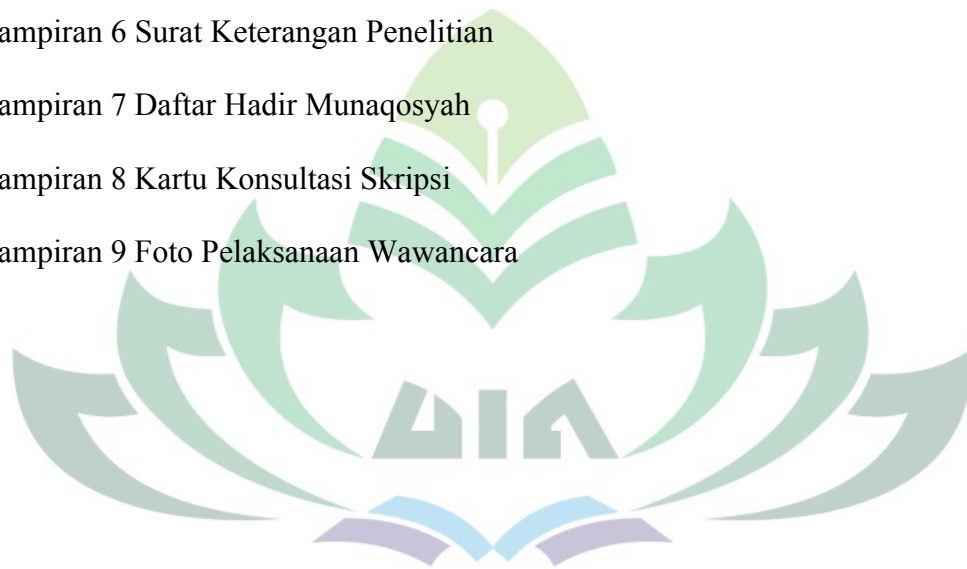 ampiran 6 Surat Keterangan Penelitian
ampiran 7 Daftar Hadir Munaqosyah
ampiran 8 Kartu Konsultasi Skripsi
ampiran 9 Foto Pelaksanaan Wawancara
UIN